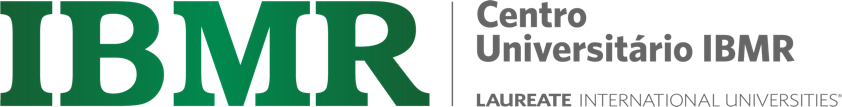 IBMR
Centro
Universitário IBMR
LAUREATE INTERNATIONAL UNIVERSITIES®